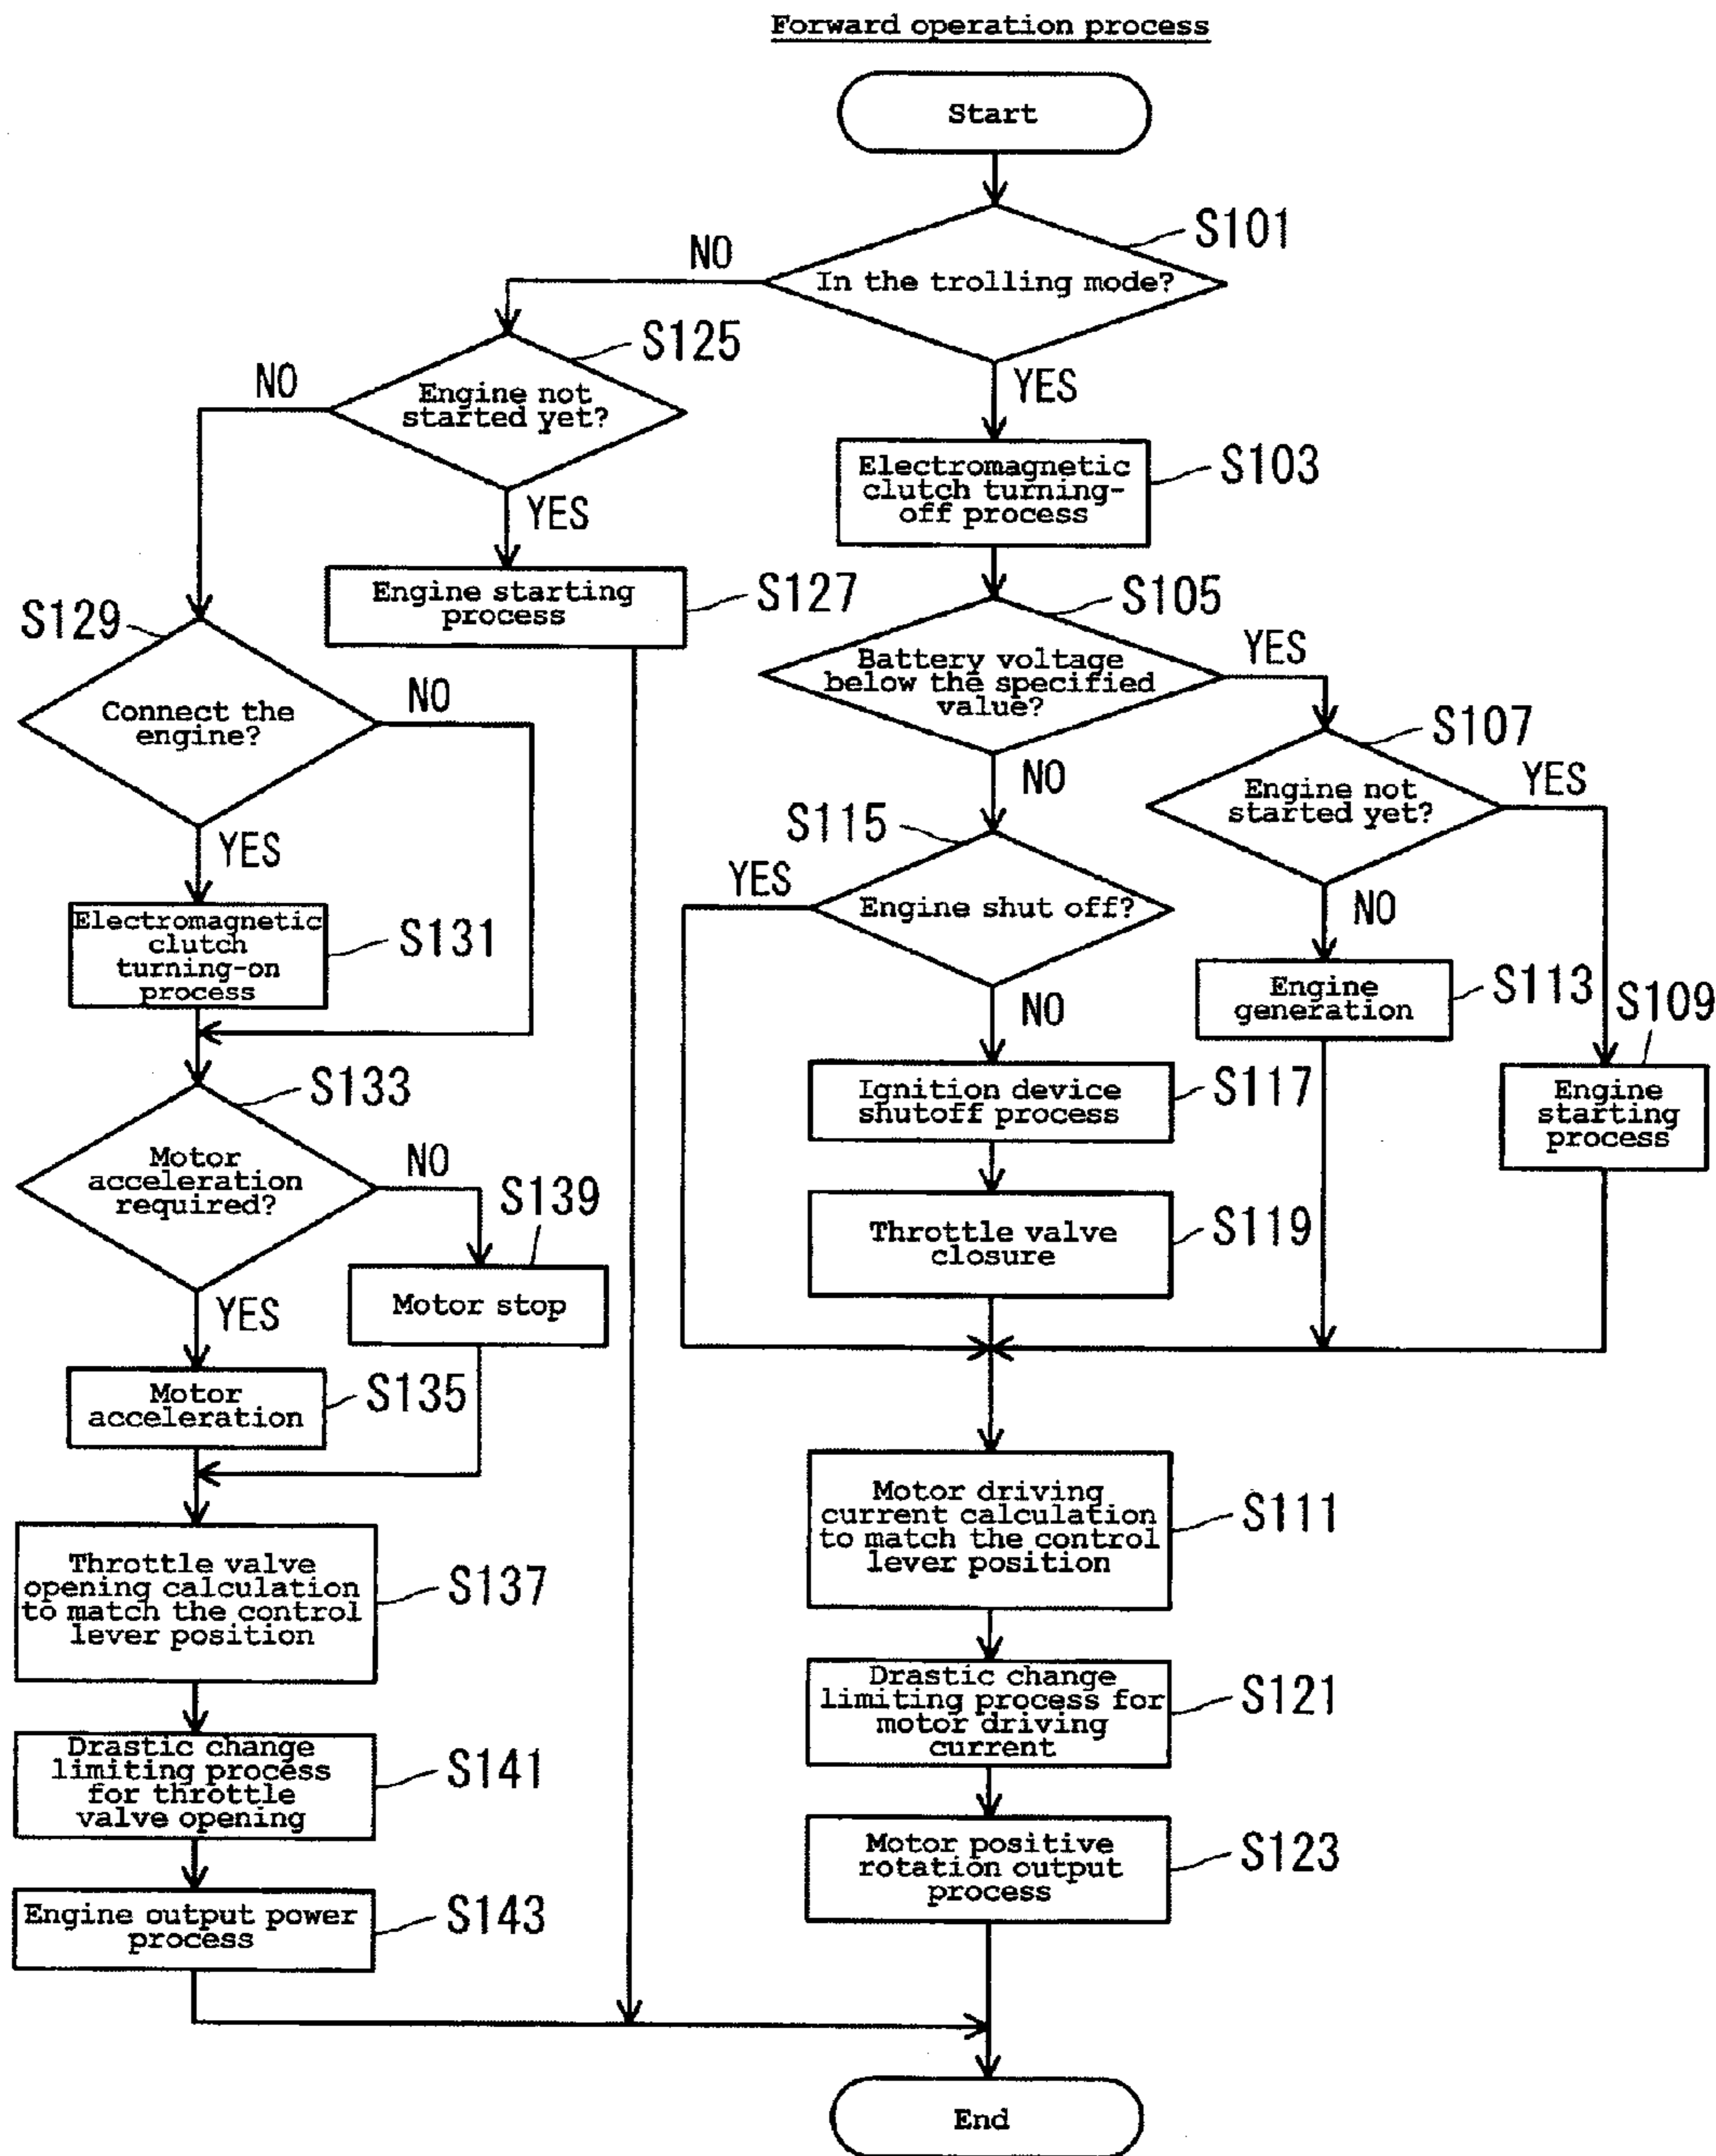 Forward operation process
Start
S101
NO
In the trolling mode?
S125
NO
Engine not
started yet?
YES
Electromagnetic
clutch turning-
off process
S103
YES
Engine starting
process
S127
S105
Battery voltage
below the specified
value?
YES
S129
Connect the
engine?
NO
S107
Engine not
started yet?
YES
NO
S115
YES
Engine shut off?
YES
NO
Electromagnetic
clutch
turning-on
process
S131
Engine
generation
S113
S109
NO
Engine
starting
process
Ignition device
shutoff process
S117
S133
Motor
acceleration
required?
NO
S139
Throttle valve
closure
S119
Motor stop
YES
Motor
acceleration
S135
Motor driving
current calculation
to match the control
lever position
S111
Throttle valve
opening calculation
to match the control
lever position
S137
Drastic change
limiting process for
motor driving
current
S121
Drastic change
limiting process
for throttle
valve opening
S141
Motor positive
rotation output
process
S123
Engine output power
process
S143
End